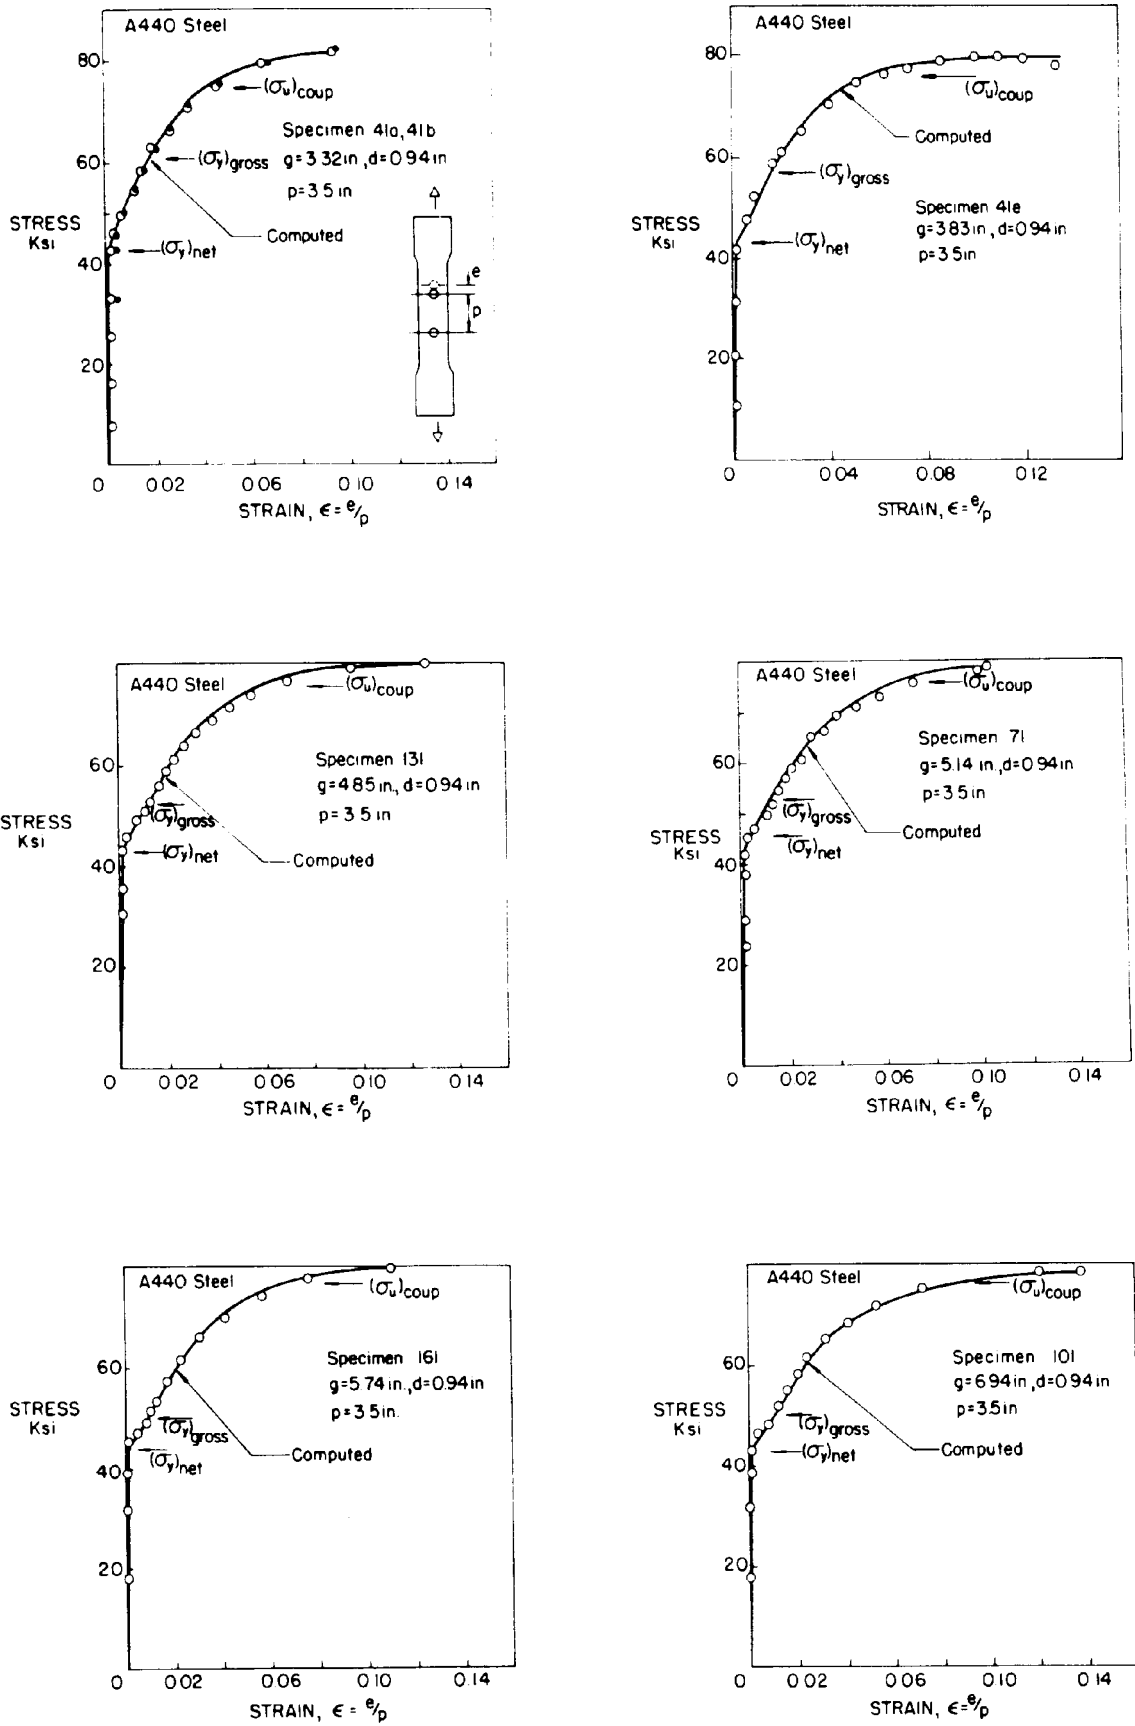 A440 Steel
80
(σu)coup
Specimen 41a, 41b
60
(σy)gross
g=3.32in, d=0.94in
p=3.5in
STRESS
Ksi
Computed
(σy)net
40
e
p
20
0 0.02 0.06 0.10 0.14
STRAIN, ϵ= e/p
A440 Steel
80
(σu)coup
Computed
60
(σy)gross
Specimen 41e
STRESS
Ksi
g=3.83in, d=0.94in
(σy)net
p=3.5in
40
20
0 0.04 0.08 0.12
STRAIN, ϵ= e/p
A440 Steel
(σu)coup
60
Specimen 131
g=4.85in., d=0.94in
(σy)gross
p=3.5in
STRESS
Ksi
(σy)net
Computed
40
20
0 0.02 0.06 0.10 0.14
STRAIN, ϵ= e/p
A440 Steel
(σu)coup
Specimen 71
60
g=5.14in., d=0.94in
p=3.5in
(σy)gross
STRESS
Ksi
Computed
(σy)net
40
20
0 0.02 0.06 0.10 0.14
STRAIN, ϵ= e/p
A440 Steel
(σu)coup
Specimen 161
60
g=5.74in., d=0.94in
p=3.5in.
STRESS
Ksi
(σy)gross
Computed
(σy)net
40
20
0 0.02 0.06 0.10 0.14
STRAIN, ϵ= e/p
A440 Steel
(σu)coup
Specimen 101
60
g=6.94in, d=0.94in
p=3.5in
STRESS
Ksi
(σy)gross
(σy)net
Computed
40
20
0 0.02 0.06 0.10 0.14
STRAIN, ϵ= e/p